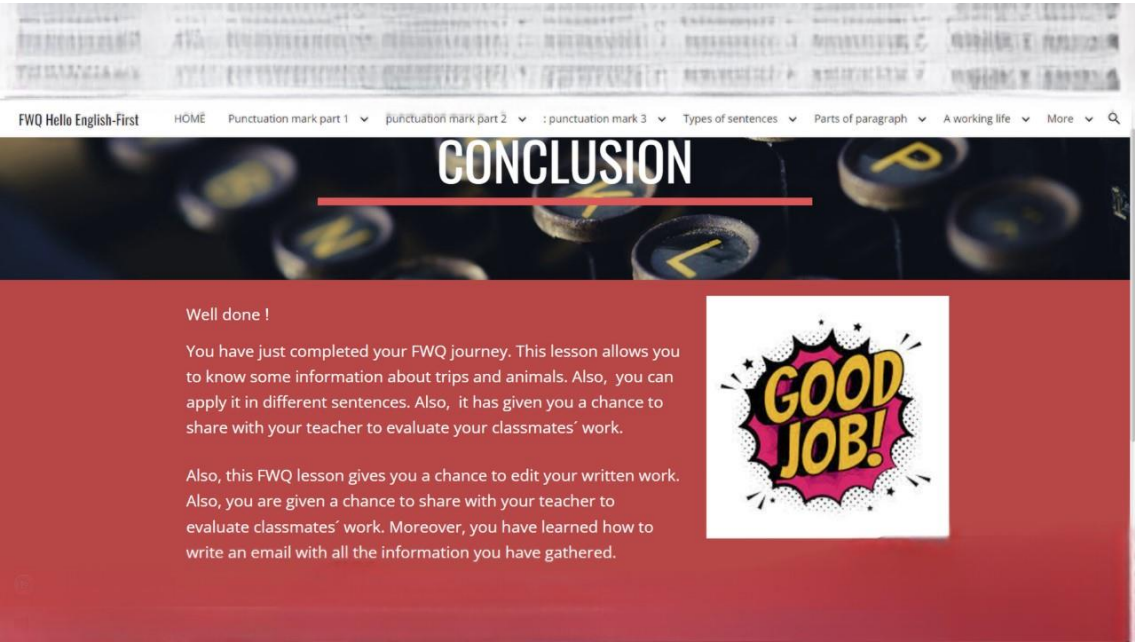 FWQ Hello English-First HOME Punctuation mark part 1 punctuation mark part 2 : punctuation mark 3 Types of sentences Parts of paragraph A working life More
CONCLUSION
P
N
K
L
Well done !
You have just completed your FWQ journey. This lesson allows you
to know some information about trips and animals. Also, you can
apply it in different sentences. Also, it has given you a chance to
share with your teacher to evaluate your classmates´ work.
Also, this FWQ lesson gives you a chance to edit your written work.
Also, you are given a chance to share with your teacher to
evaluate classmates´ work. Moreover, you have learned how to
write an email with all the information you have gathered.
GOOD
JOB!